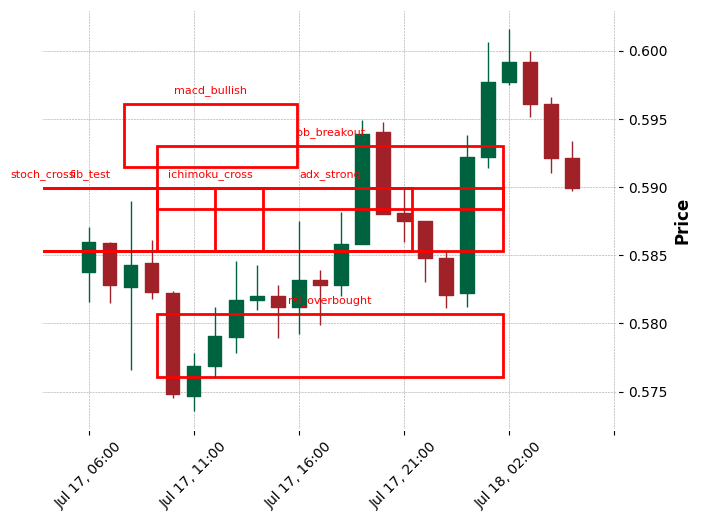 macd_bullish
bb_breakout
stoch_cross
fib_test
ichimoku_cross
adx_strong
rsi_overbought
0.600
0.595
0.590
0.585
0.580
0.575
Price
Jul 17, 06:00
Jul 17, 11:00
Jul 17, 16:00
Jul 17, 21:00
Jul 18, 02:00